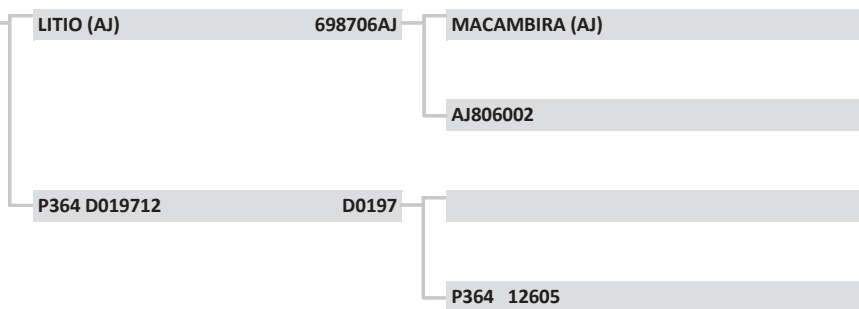 LITIO (AJ) 698706AJ MACAMBIRA (AJ)
AJ806002
P364 D019712 D0197
P364 12605